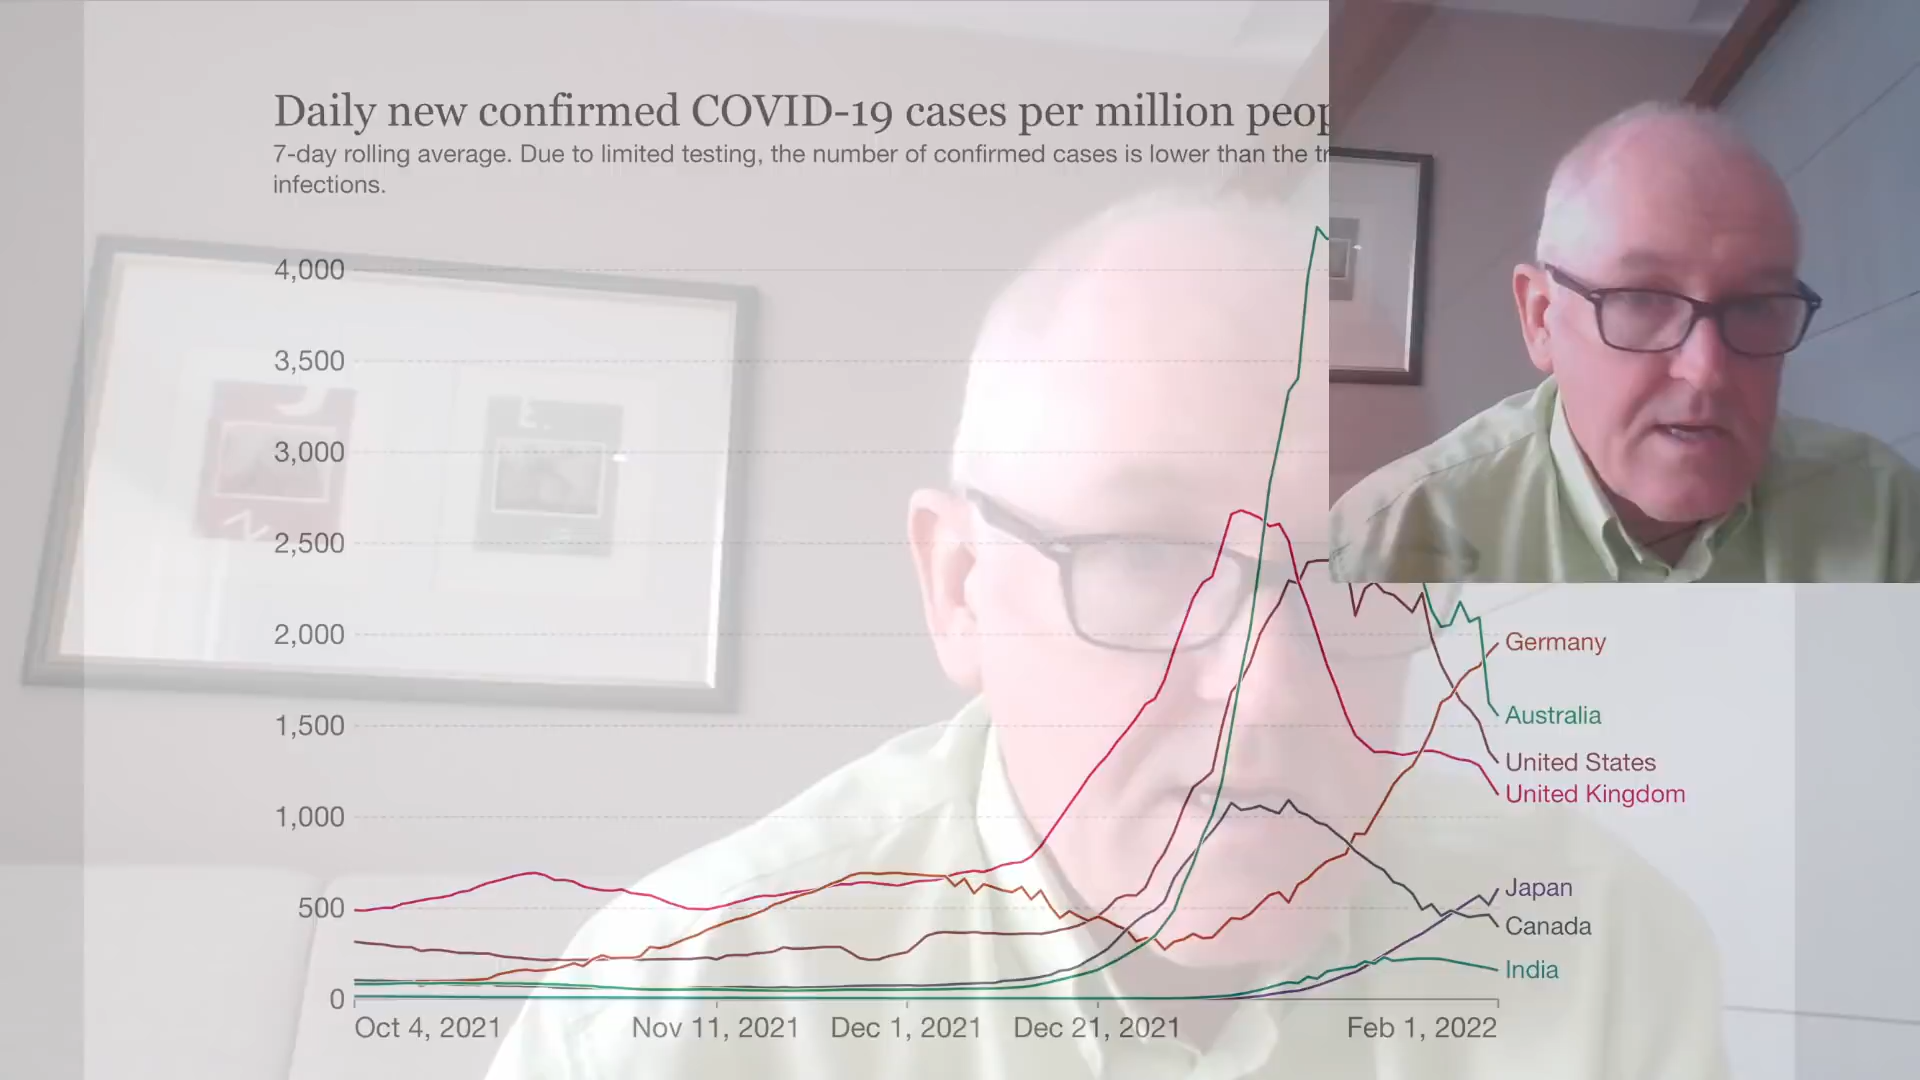 Daily new confirmed COVID-19 cases per million
7-day rolling average. Due to limited testing, the number of confirmed cases is lower than the
infections.
4,000
3,500
3,000
2,500
2,000
1,500
1,000
500
0
Germany
Australia
United States
United Kingdom
Japan
Canada
India
Oct 4, 2021
Nov 11, 2021
Dec 1, 2021
Dec 21, 2021
Feb 1, 2022